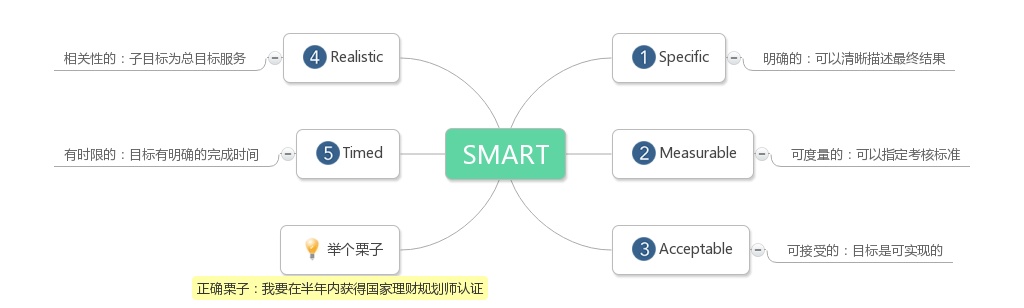 SMART
1 Specific
明确的：可以清晰描述最终结果
2 Measurable
可度量的：可以指定考核标准
3 Acceptable
可接受的：目标是可实现的
4 Realistic
相关性的：子目标为总目标服务
5 Timed
有时限的：目标有明确的完成时间
举个栗子
正确栗子：我要在半年内获得国家理财规划师认证